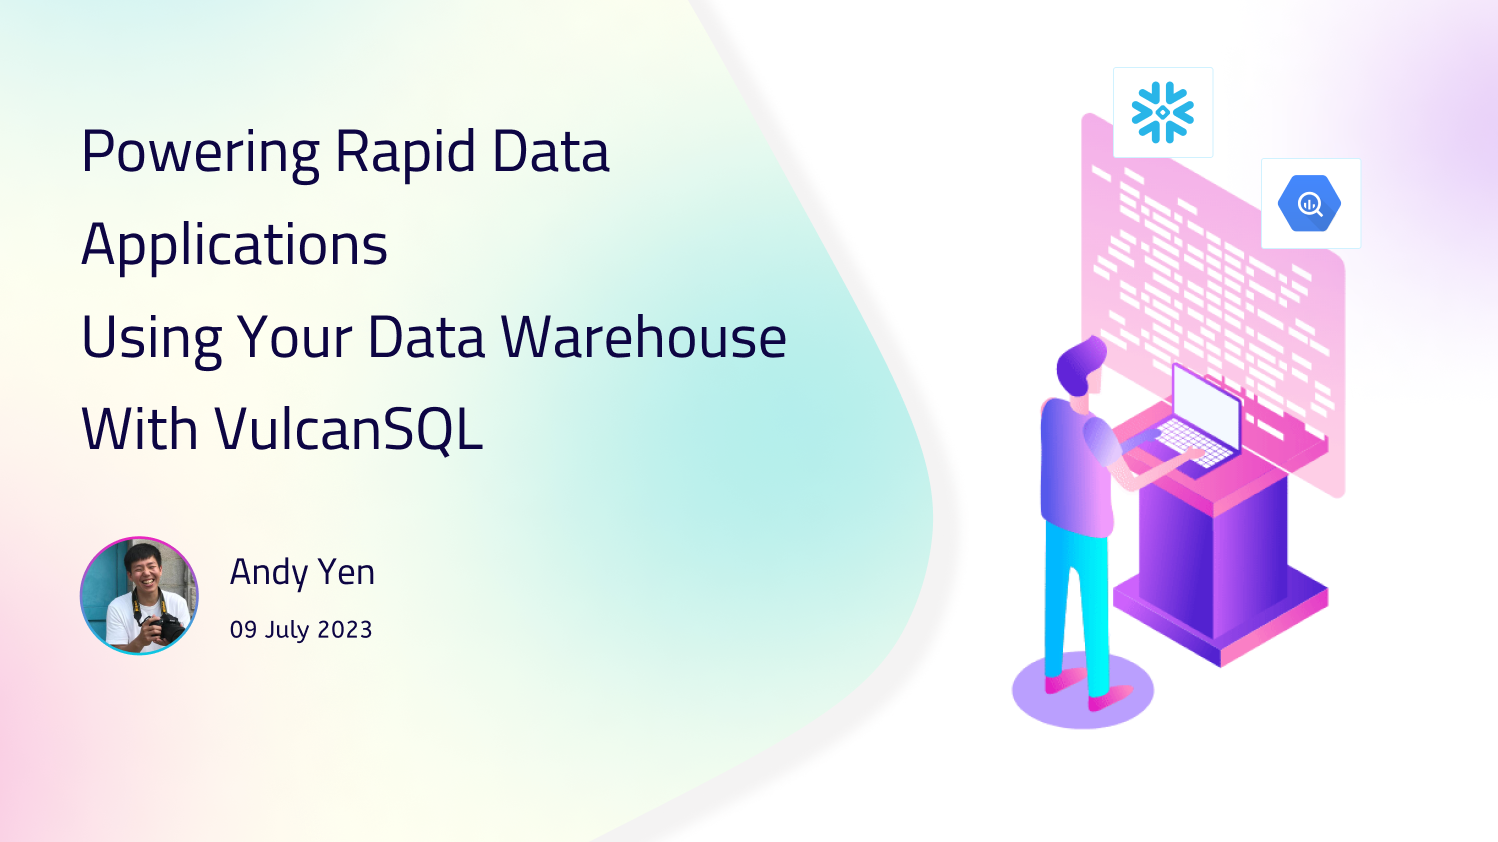 Powering Rapid Data
Applications
Using Your Data Warehouse
With VulcanSQL
Andy Yen
09 July 2023